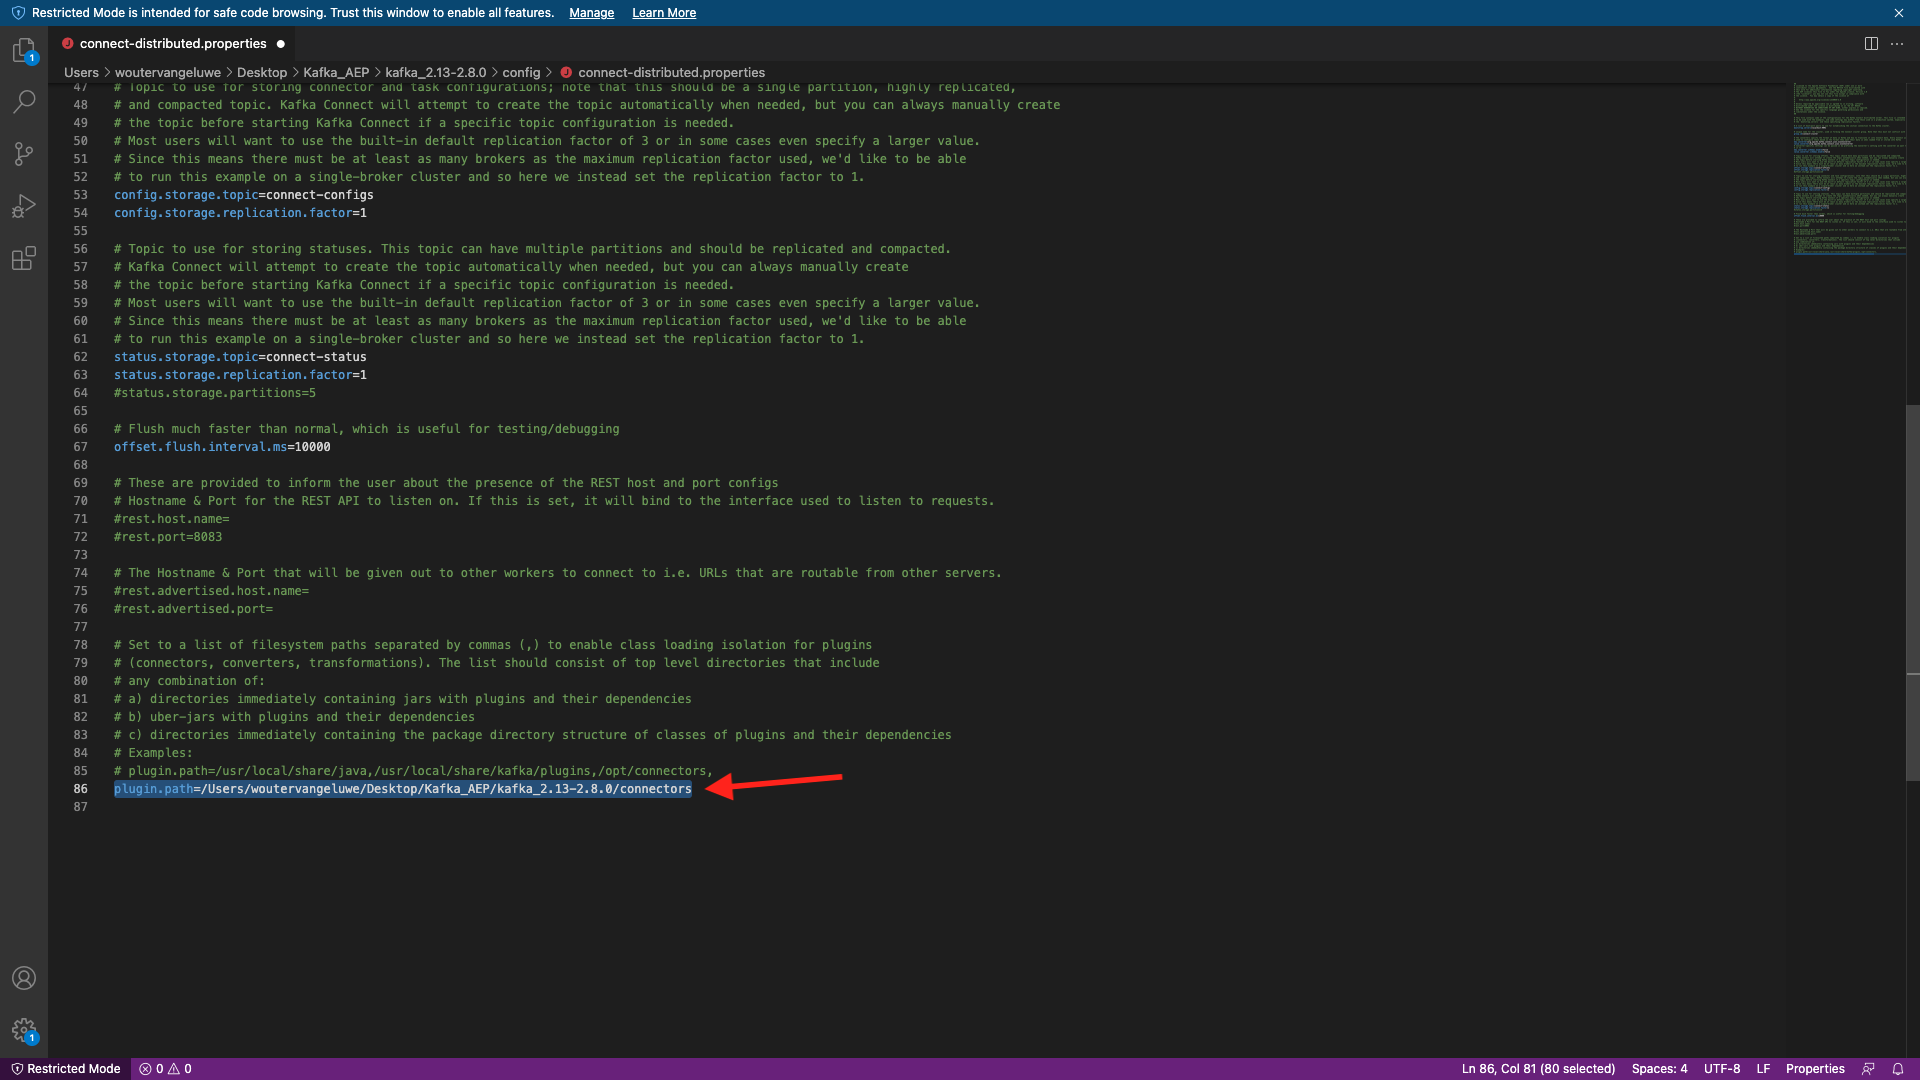 Restricted Mode is intended for safe code browsing. Trust this window to enable all features. Manage Learn More
1
connect-distributed.properties
Users > woutervangeluwe > Desktop > Kafka_AEP > kafka_2.13-2.8.0 > config > connect-distributed.properties
47 # Topic to use for storing connector and task configurations; note that this should be a single partition, highly replicated,
48 # and compacted topic. Kafka Connect will attempt to create the topic automatically when needed, but you can always manually create
49 # the topic before starting Kafka Connect if a specific topic configuration is needed.
50 # Most users will want to use the built-in default replication factor of 3 or in some cases even specify a larger value.
51 # Since this means there must be at least as many brokers as the maximum replication factor used, we'd like to be able
52 # to run this example on a single-broker cluster and so here we instead set the replication factor to 1.
53 config.storage.topic=connect-configs
54 config.storage.replication.factor=1
55
56 # Topic to use for storing statuses. This topic can have multiple partitions and should be replicated and compacted.
57 # Kafka Connect will attempt to create the topic automatically when needed, but you can always manually create
58 # the topic before starting Kafka Connect if a specific topic configuration is needed.
59 # Most users will want to use the built-in default replication factor of 3 or in some cases even specify a larger value.
60 # Since this means there must be at least as many brokers as the maximum replication factor used, we'd like to be able
61 # to run this example on a single-broker cluster and so here we instead set the replication factor to 1.
62 status.storage.topic=connect-status
63 status.storage.replication.factor=1
64 #status.storage.partitions=5
65
66 # Flush much faster than normal, which is useful for testing/debugging
67 offset.flush.interval.ms=10000
68
69 # These are provided to inform the user about the presence of the REST host and port configs
70 # Hostname & Port for the REST API to listen on. If this is set, it will bind to the interface used to listen to requests.
71 #rest.host.name=
72 #rest.port=8083
73
74 # The Hostname & Port that will be given out to other workers to connect to i.e. URLs that are routable from other servers.
75 #rest.advertised.host.name=
76 #rest.advertised.port=
77
78 # Set to a list of filesystem paths separated by commas (,) to enable class loading isolation for plugins
79 # (connectors, converters, transformations). The list should consist of top level directories that include
80 # any combination of:
81 # a) directories immediately containing jars with plugins and their dependencies
82 # b) uber-jars with plugins and their dependencies
83 # c) directories immediately containing the package directory structure of classes of plugins and their dependencies
84 # Examples:
85 # plugin.path=/usr/local/share/java,/usr/local/share/kafka/plugins,/opt/connectors,
86 plugin.path=/Users/woutervangeluwe/Desktop/Kafka_AEP/kafka_2.13-2.8.0/connectors
87
1
Restricted Mode 0 0 Ln 86, Col 81 (80 selected) Spaces: 4 UTF-8 LF Properties